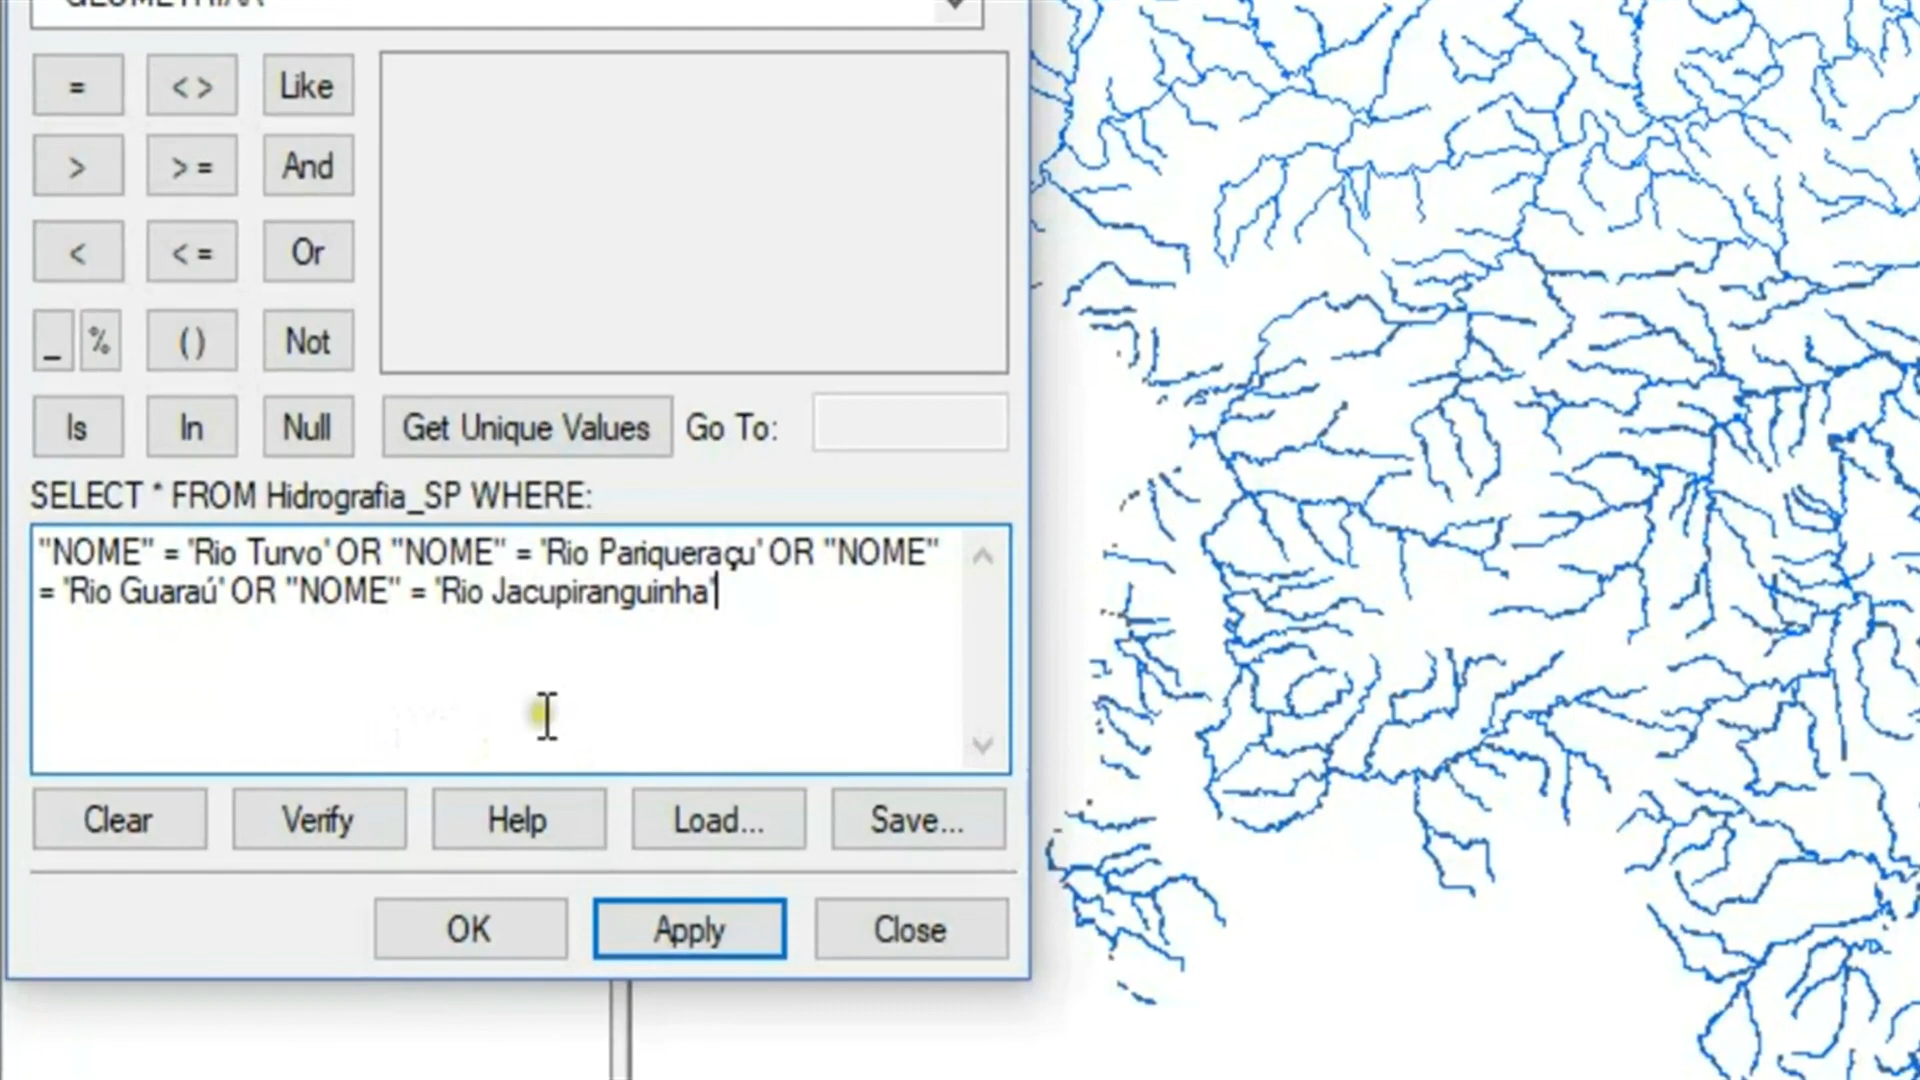 = <> Like
> >= And
< <= Or
_ % () Not
Is In Null Get Unique Values Go To:
SELECT * FROM Hidrografia_SP WHERE:
"NOME" = 'Rio Turvo' OR "NOME" = 'Rio Pariqueraçu' OR "NOME"
= 'Rio Guaraú' OR "NOME" = 'Rio Jacupiranguinha'
Clear Verify Help Load... Save...
OK Apply Close